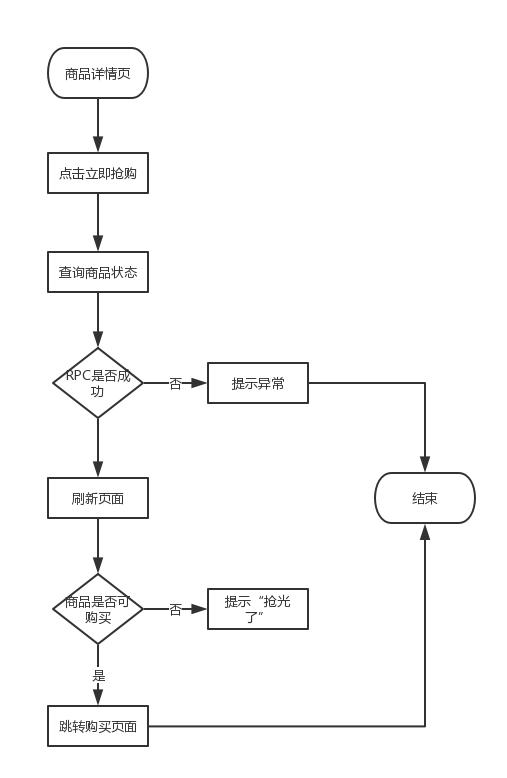 商品详情页
点击立即抢购
查询商品状态
RPC是否成
功
否
提示异常
刷新页面
结束
商品是否可
购买
否
提示“抢光
了”
是
跳转购买页面